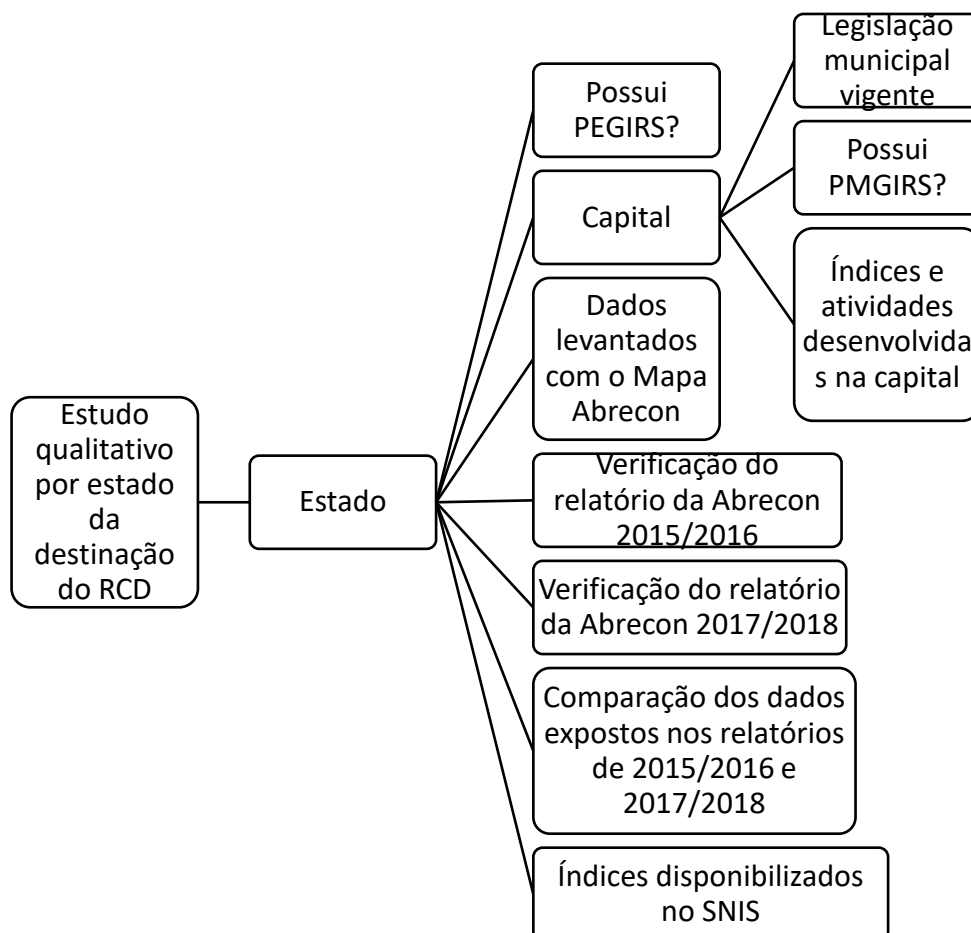 Estudo
qualitativo
por estado
da
destinação
do RCD
Estado
Possui
PEGIRS?
Capital
Legislação
municipal
vigente
Possui
PMGIRS?
Índices e
atividades
desenvolvida
s na capital
Dados
levantados
com o Mapa
Abrecon
Verificação do
relatório da Abrecon
2015/2016
Verificação do relatório
da Abrecon 2017/2018
Comparação dos dados
expostos nos relatórios
de 2015/2016 e
2017/2018
Índices disponibilizados
no SNIS